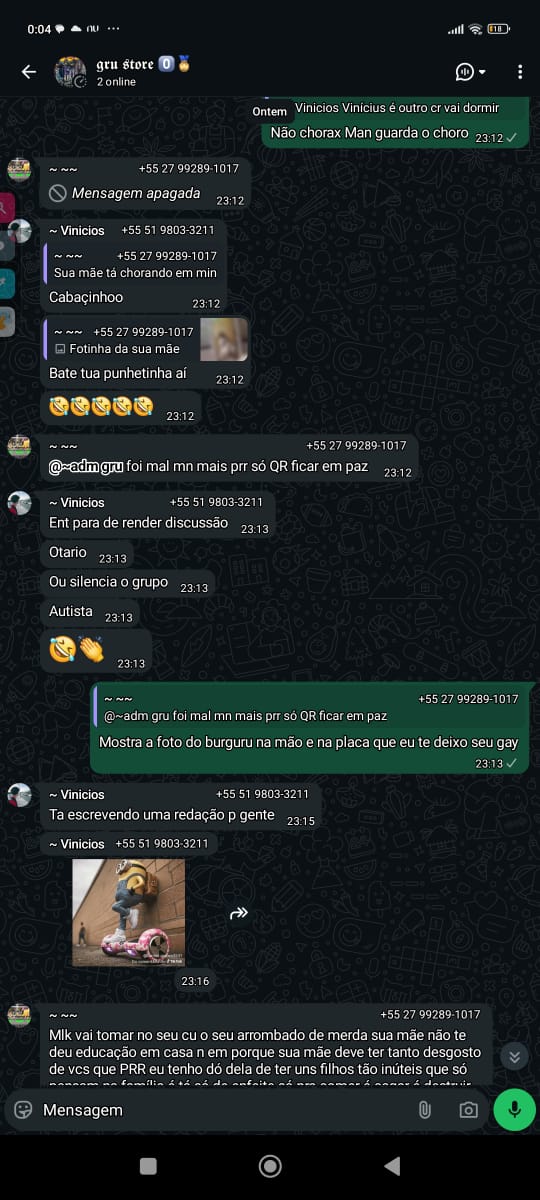 0:04
18
𝖌𝖗𝖚 𝖘𝖙𝖔𝖗𝖊 0️⃣🏅
2 online
Ontem
Vinicios Vinícius é outro cr vai dormir
Não chorax Man guarda o choro 23:12
~ ~~ +55 27 99289-1017
Mensagem apagada 23:12
~ Vinicios +55 51 9803-3211
~ ~~ +55 27 99289-1017
Sua mãe tá chorando em min
Cabaçinhoo 23:12
~ ~~ +55 27 99289-1017
Fotinha da sua mãe
Bate tua punhetinha aí 23:12
🤣🤣🤣🤣🤣 23:12
~ ~~ +55 27 99289-1017
@~adm gru foi mal mn mais prr só QR ficar em paz 23:12
~ Vinicios +55 51 9803-3211
Ent para de render discussão 23:13
Otario 23:13
Ou silencia o grupo 23:13
Autista 23:13
🤣👏 23:13
~ ~~ +55 27 99289-1017
@~adm gru foi mal mn mais prr só QR ficar em paz
Mostra a foto do burguru na mão e na placa que eu te deixo seu gay
23:13
~ Vinicios +55 51 9803-3211
Ta escrevendo uma redação p gente 23:15
~ Vinicios +55 51 9803-3211
23:16
~ ~~ +55 27 99289-1017
Mlk vai tomar no seu cu o seu arrombado de merda sua mãe não te
deu educação em casa n em porque sua mãe deve ter tanto desgosto
de vcs que PRR eu tenho dó dela de ter uns filhos tão inúteis que só
Mensagem